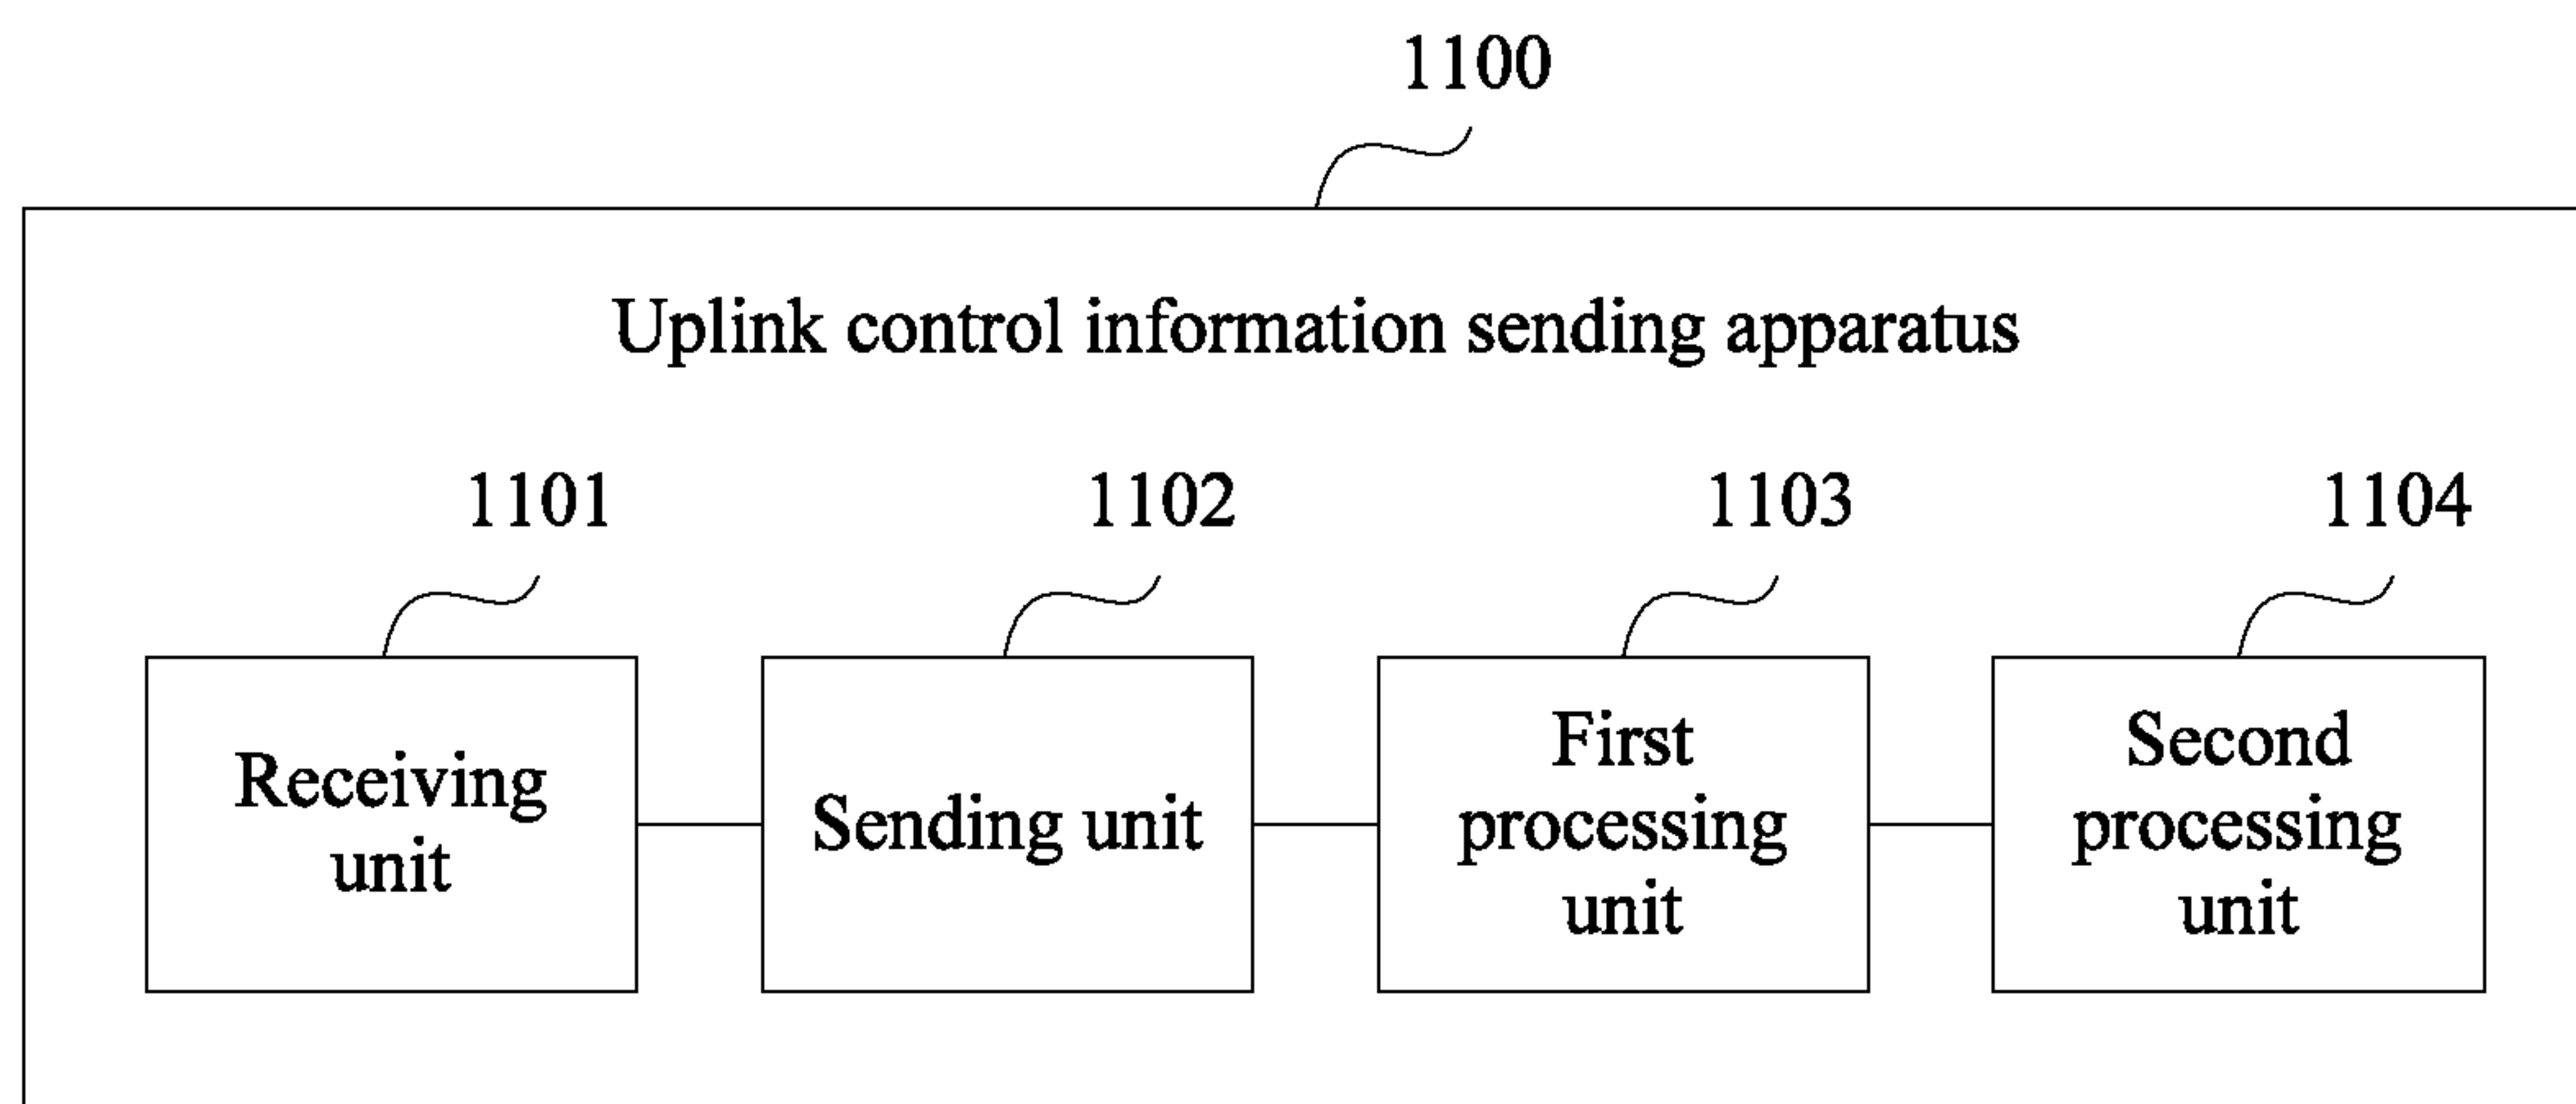 1100
Uplink control information sending apparatus
1101
1102
1103
1104
Receiving
unit
Sending unit
First
processing
unit
Second
processing
unit